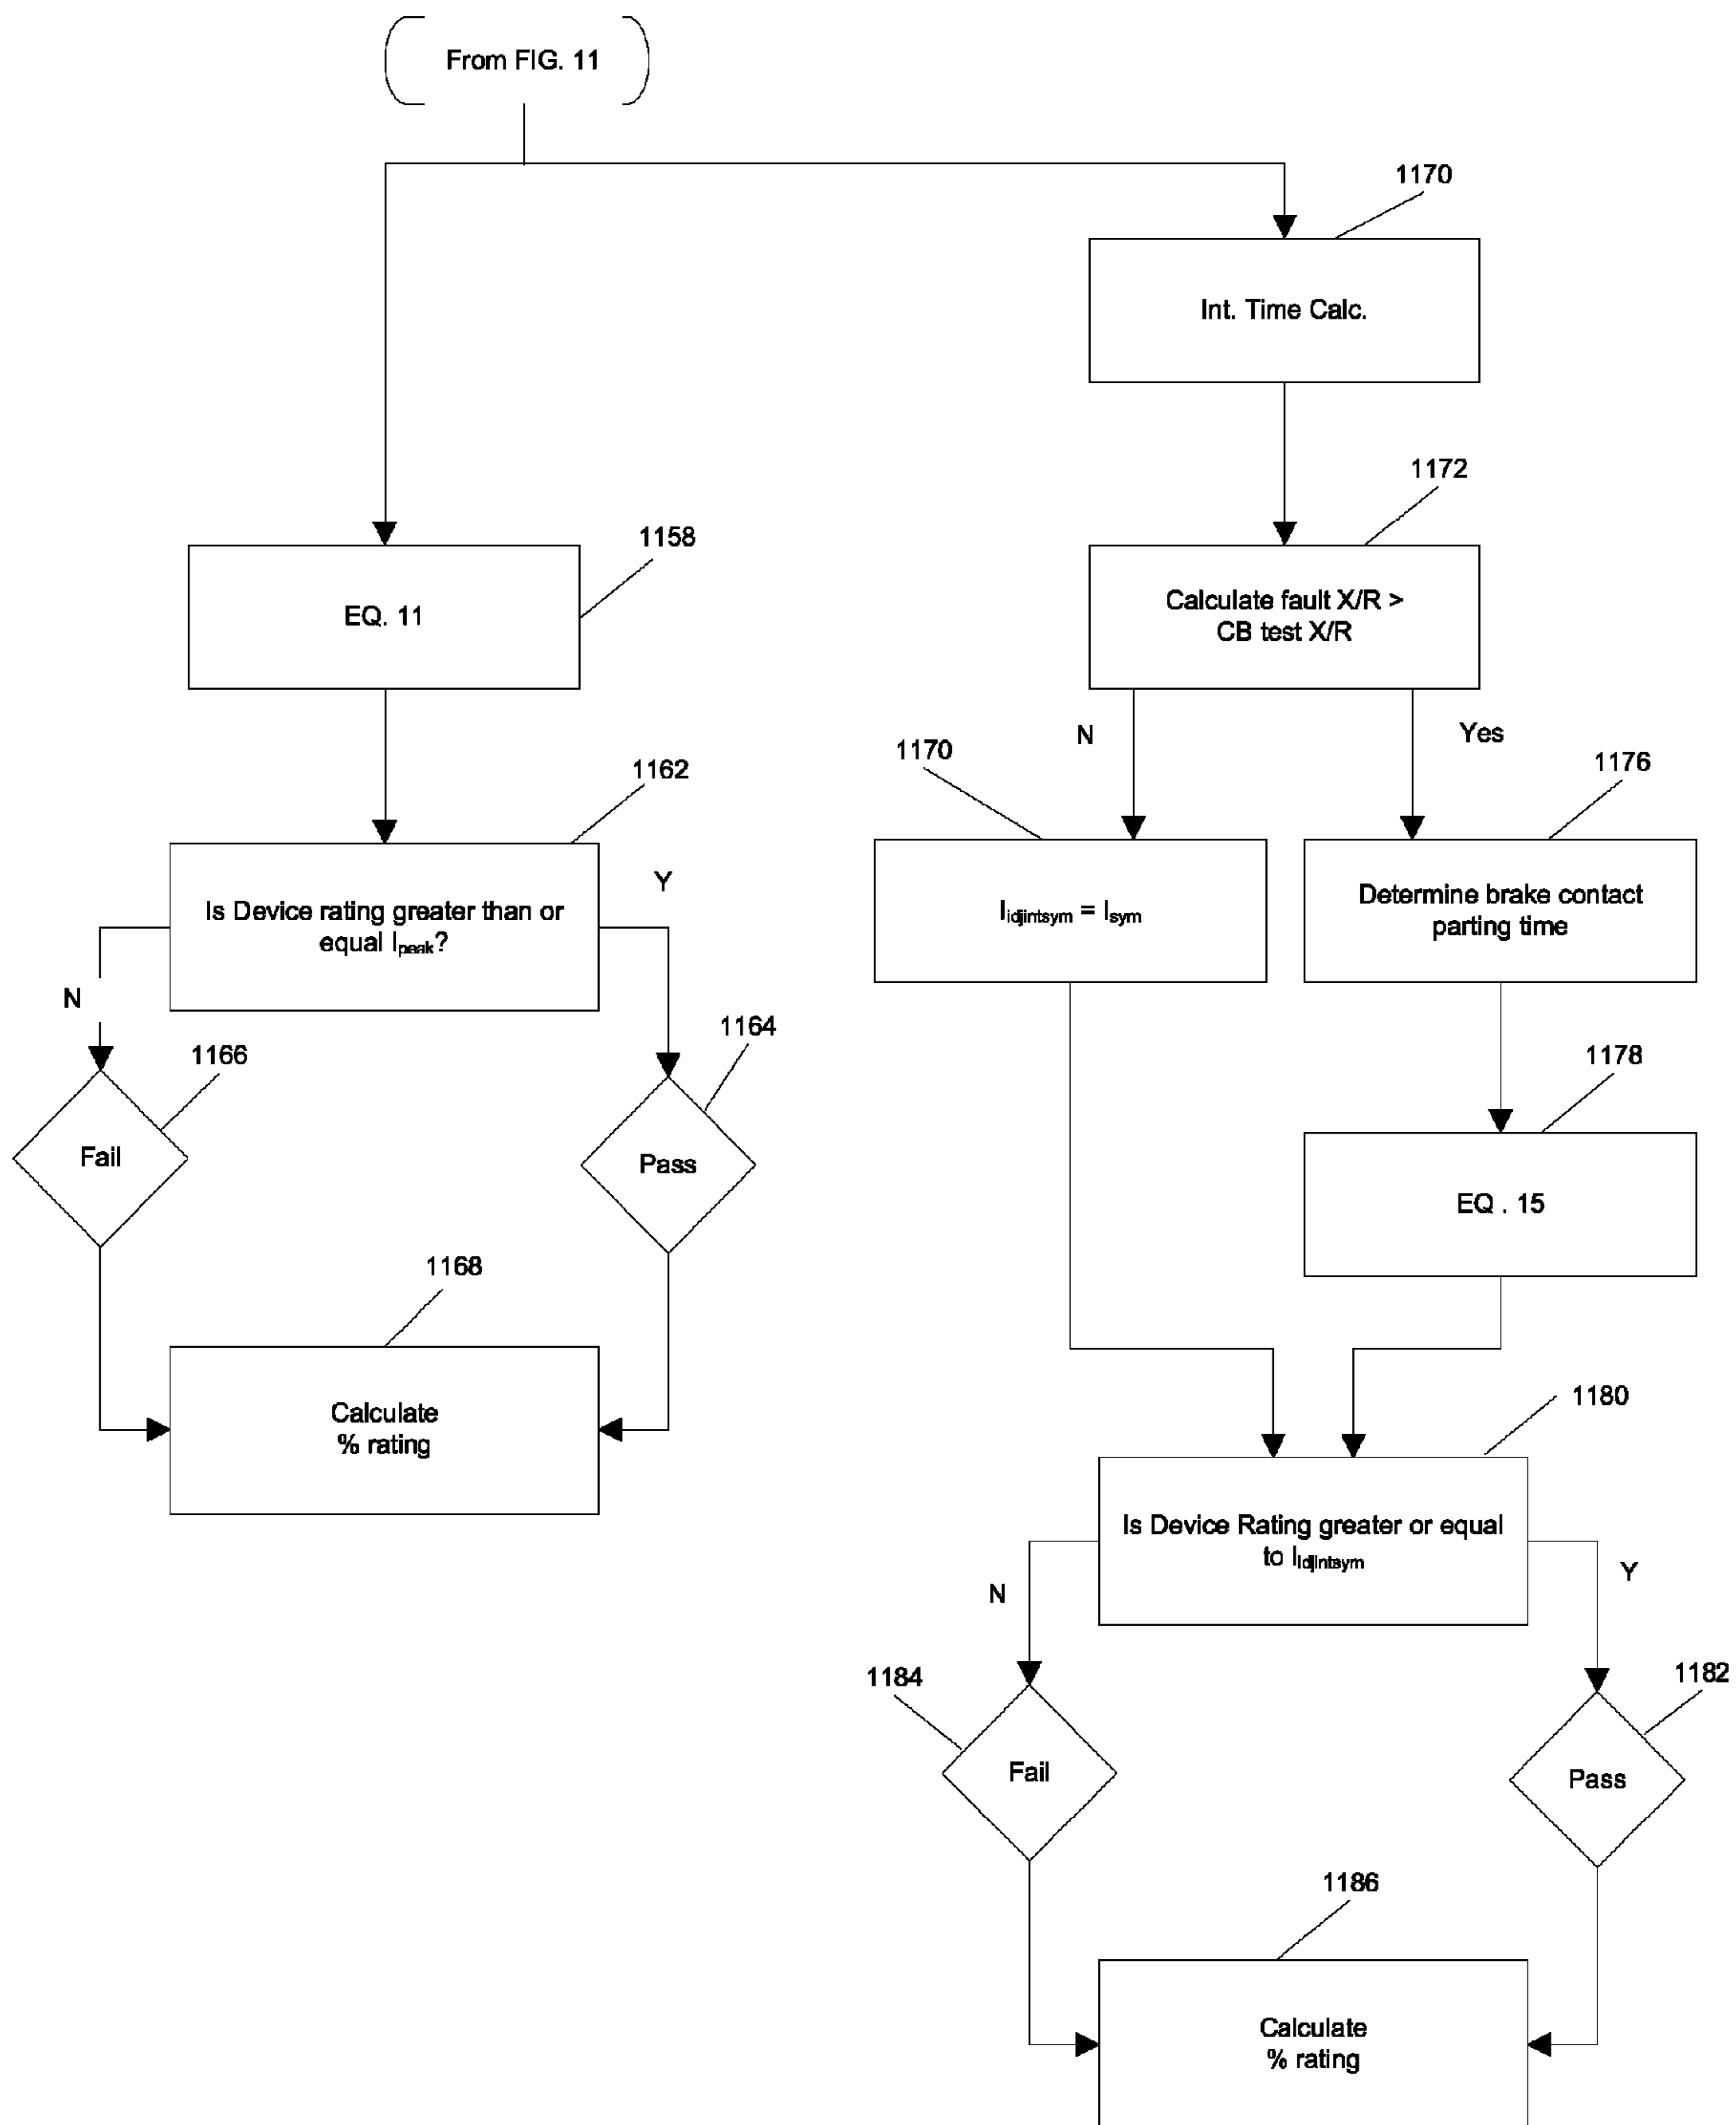 From FIG. 11
1170
Int. Time Calc.
1172
Calculate fault X/R >
CB test X/R
1158
EQ. 11
N
Yes
1162
Is Device rating greater than or
equal Ipeak?
Y
N
1170
Iidjintsym = Isym
1176
Determine brake contact
parting time
1166
Fail
1164
Pass
1178
EQ . 15
1168
Calculate
% rating
1180
Is Device Rating greater or equal
to Iidjintsym
N
Y
1184
Fail
1182
Pass
1186
Calculate
% rating